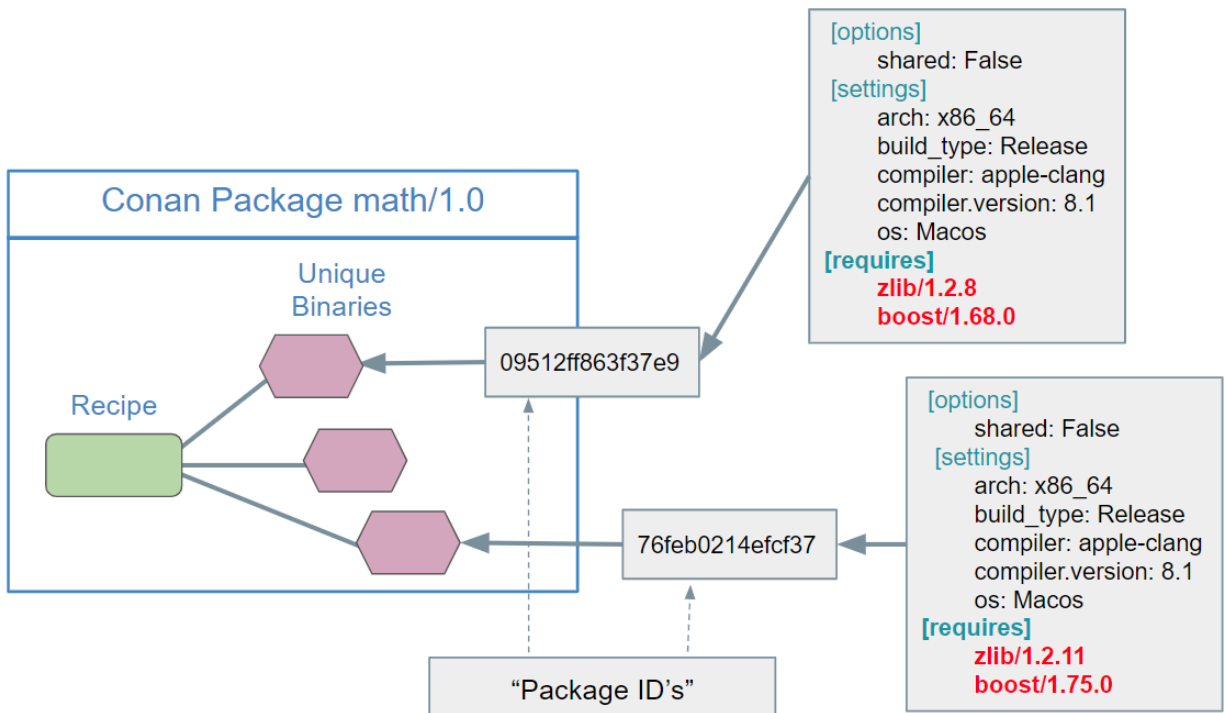 [options]
shared: False
[settings]
arch: x86_64
build_type: Release
compiler: apple-clang
compiler.version: 8.1
os: Macos
[requires]
zlib/1.2.8
boost/1.68.0
Conan Package math/1.0
Unique
Binaries
09512ff863f37e9
Recipe
[options]
shared: False
[settings]
arch: x86_64
build_type: Release
compiler: apple-clang
compiler.version: 8.1
os: Macos
[requires]
zlib/1.2.11
boost/1.75.0
76feb0214efcf37
“Package ID’s”